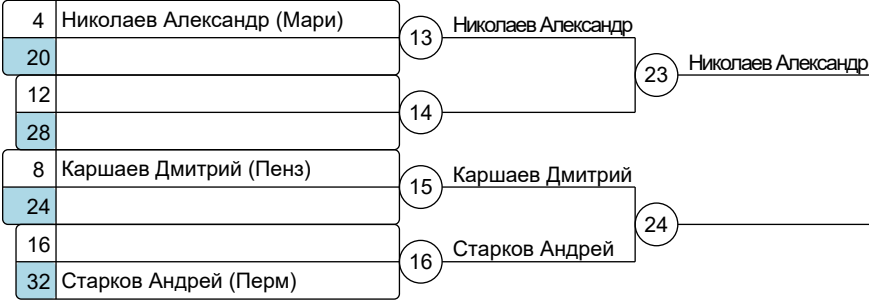 4 Николаев Александр (Мари)
20
13 Николаев Александр
12
28
14
23 Николаев Александр
8 Каршаев Дмитрий (Пенз)
24
15 Каршаев Дмитрий
16
32 Старков Андрей (Перм)
16 Старков Андрей
24